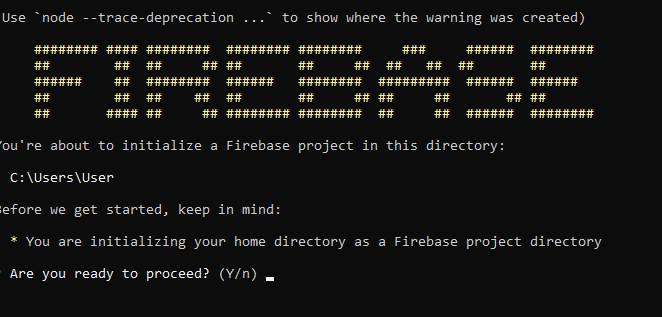 Use `node --trace-deprecation ...` to show where the warning was created)
FIREBASE
You're about to initialize a Firebase project in this directory:
C:\Users\User
Before we get started, keep in mind:
* You are initializing your home directory as a Firebase project directory
Are you ready to proceed? (Y/n)